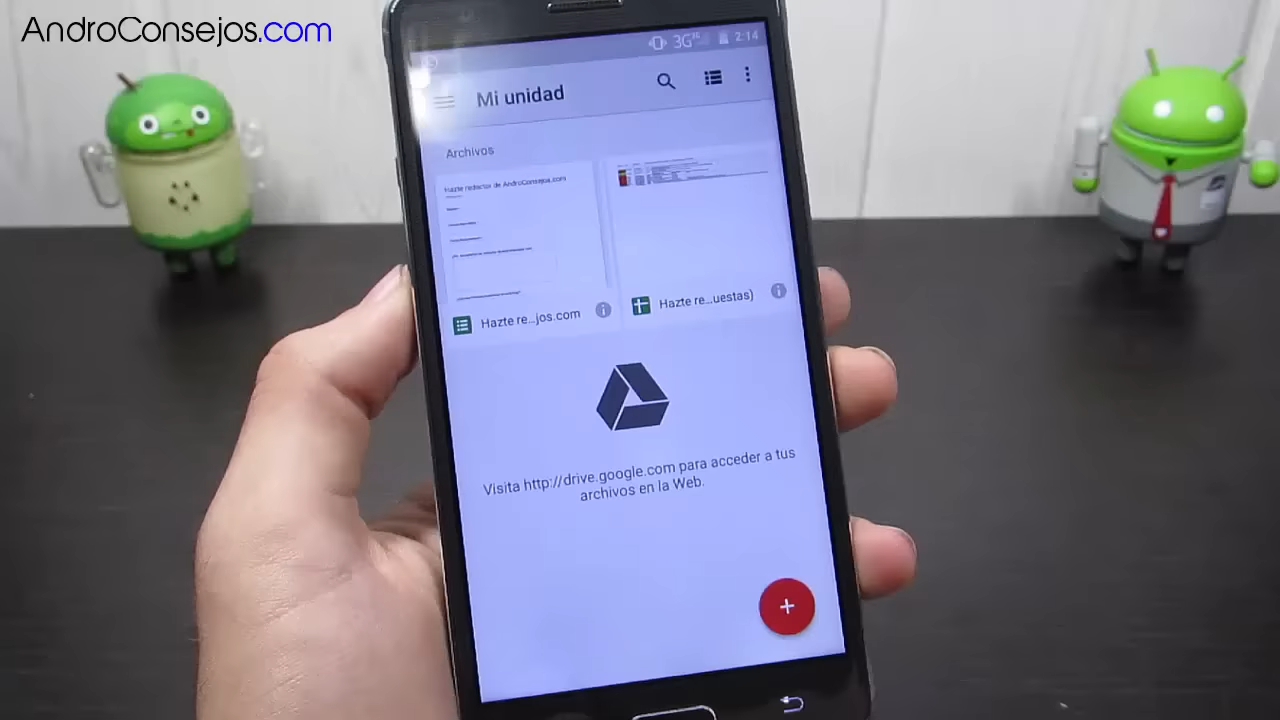 AndroConsejos.com
3G 2:14
Mi unidad
Archivos
Hazte redactor de AndroConsejos.com
Hazte re...jos.com
Hazte re...uestas)
Visita http://drive.google.com para acceder a tus
archivos en la Web.